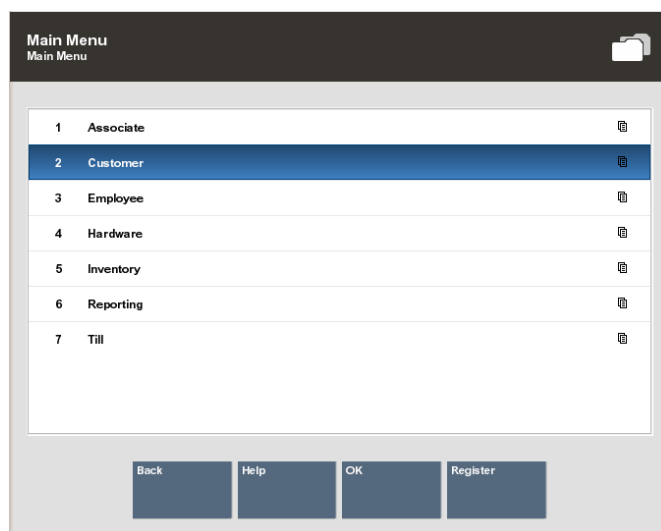 Main Menu
Main Menu
1 Associate
2 Customer
3 Employee
4 Hardware
5 Inventory
6 Reporting
7 Till
Back Help OK Register